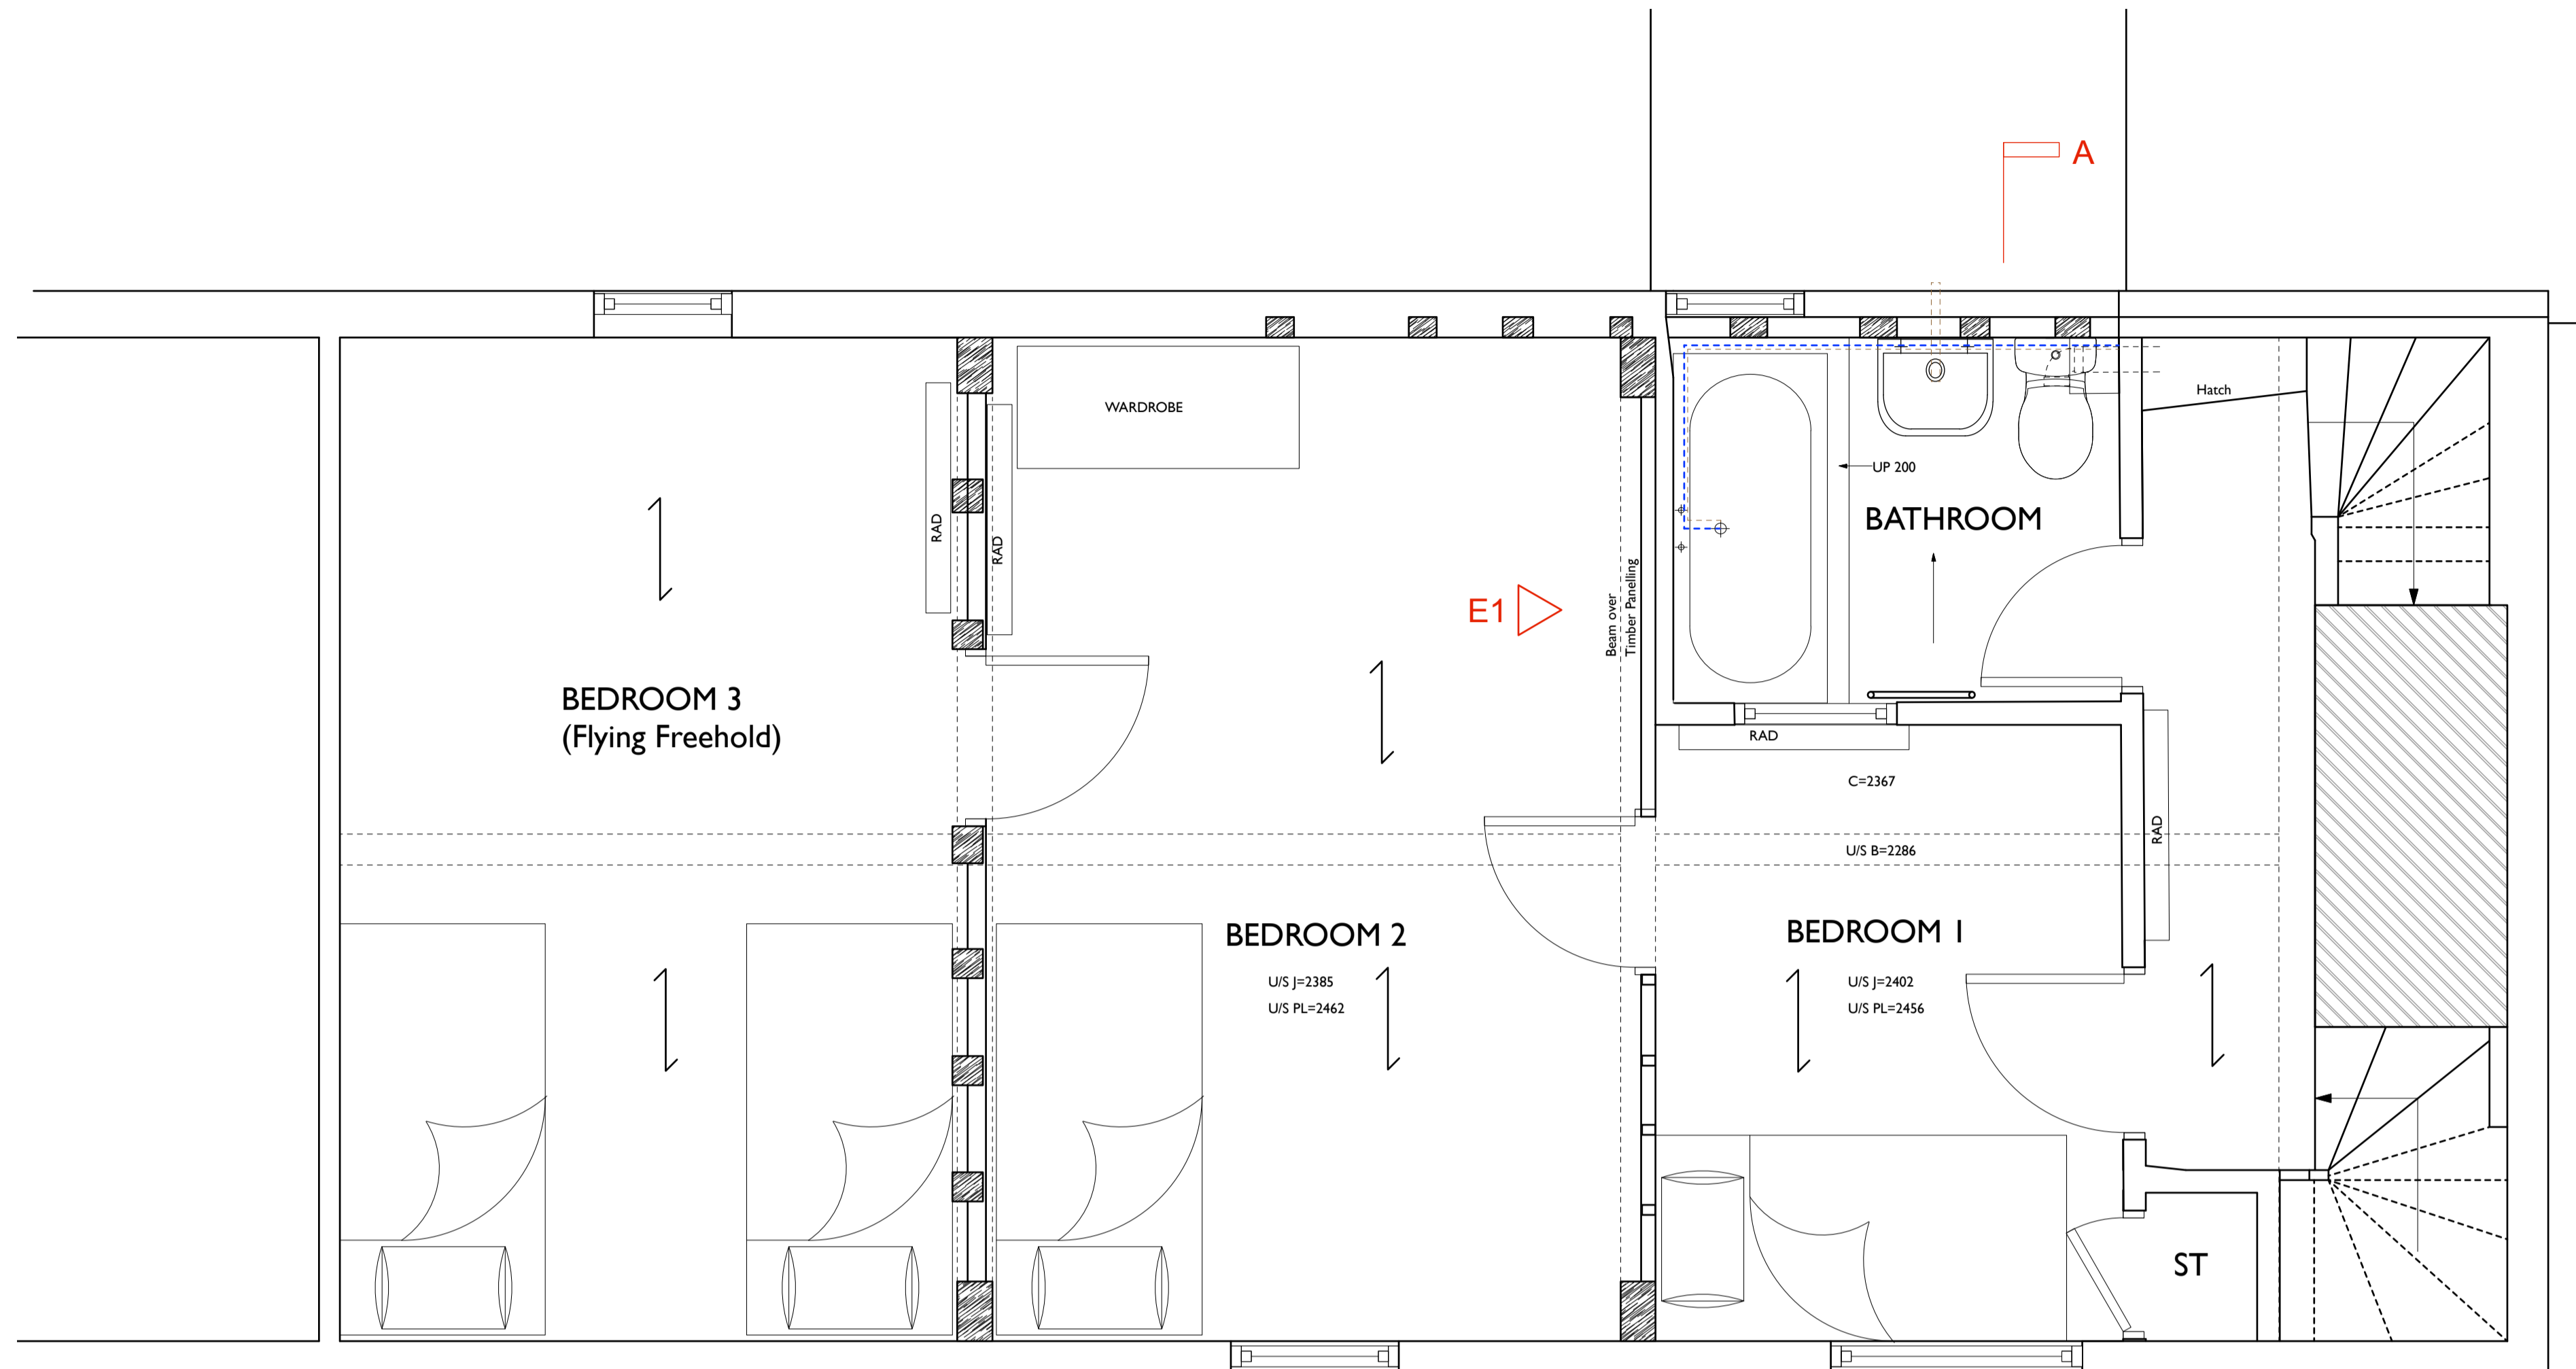 A
Hatch
WARDROBE
UP 200
BATHROOM
RAD
RAD
E1
Beam over
Timber Panelling
BEDROOM 3
(Flying Freehold)
RAD
C=2367
RAD
U/S B=2286
BEDROOM 2
U/S J=2385
U/S PL=2462
BEDROOM 1
U/S J=2402
U/S PL=2456
ST